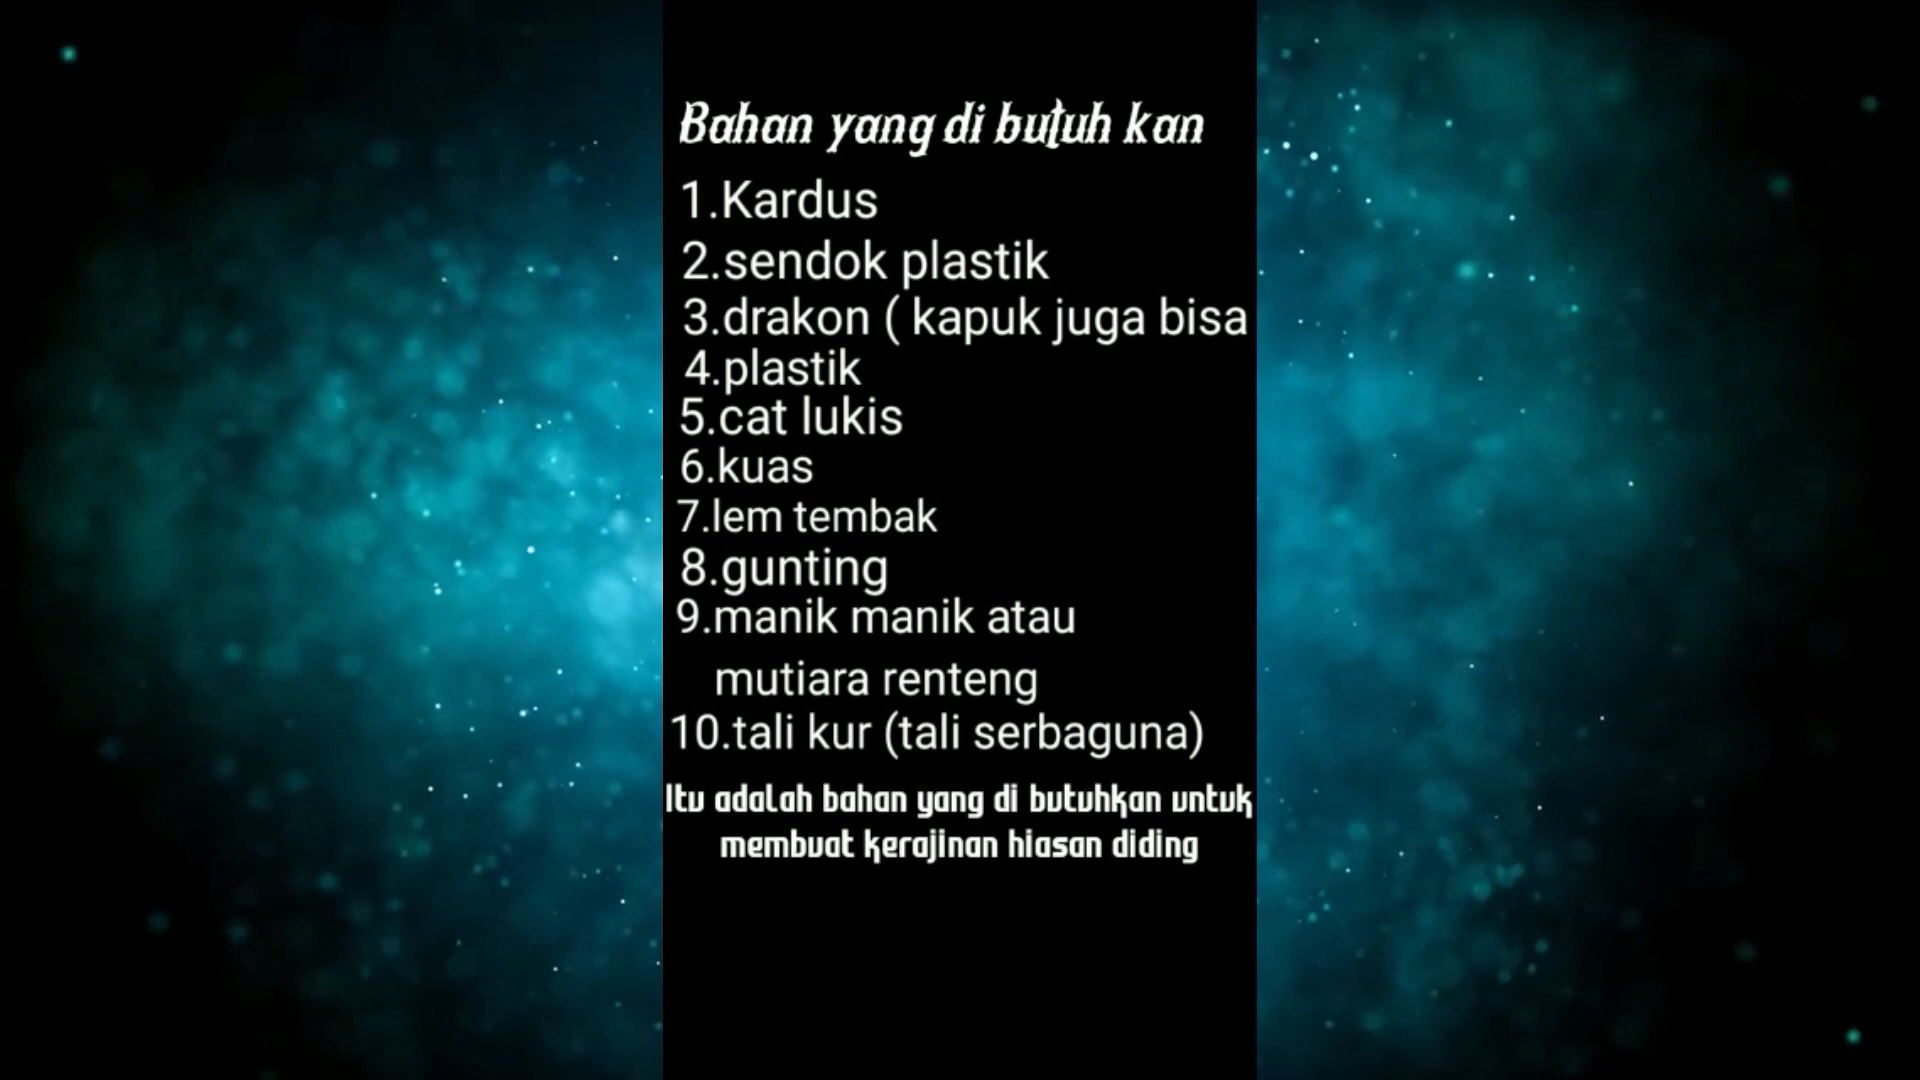 Bahan yang di butuh kan
1.Kardus
2.sendok plastik
3.drakon ( kapuk juga bisa
4.plastik
5.cat lukis
6.kuas
7.lem tembak
8.gunting
9.manik manik atau
mutiara renteng
10.tali kur (tali serbaguna)
Itu adalah bahan yang di butuhkan untuk
membuat kerajinan hiasan diding